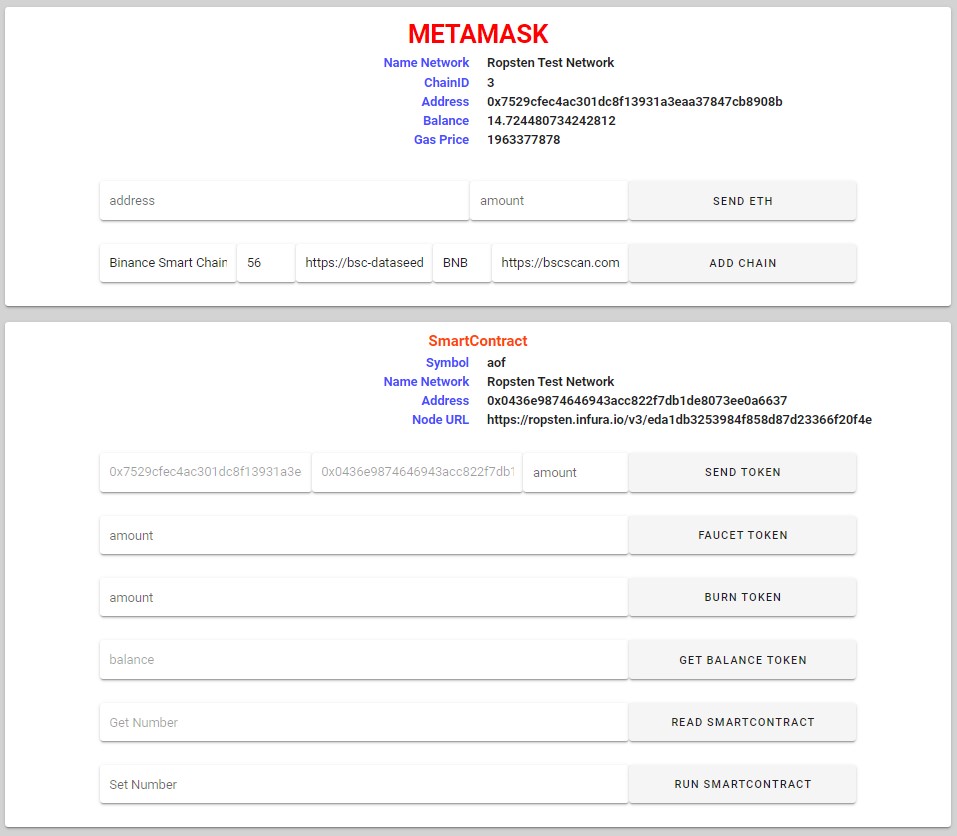 METAMASK
Name Network Ropsten Test Network
ChainID 3
Address 0x7529cfec4ac301dc8f13931a3eaa37847cb8908b
Balance 14.724480734242812
Gas Price 1963377878
address amount SEND ETH
Binance Smart Chain 56 https://bsc-dataseed BNB https://bscscan.com ADD CHAIN
SmartContract
Symbol aof
Name Network Ropsten Test Network
Address 0x0436e9874646943acc822f7db1de8073ee0a6637
Node URL https://ropsten.infura.io/v3/eda1db3253984f858d87d23366f20f4e
0x7529cfec4ac301dc8f13931a3e 0x0436e9874646943acc822f7db1 amount SEND TOKEN
amount FAUCET TOKEN
amount BURN TOKEN
balance GET BALANCE TOKEN
Get Number READ SMARTCONTRACT
Set Number RUN SMARTCONTRACT